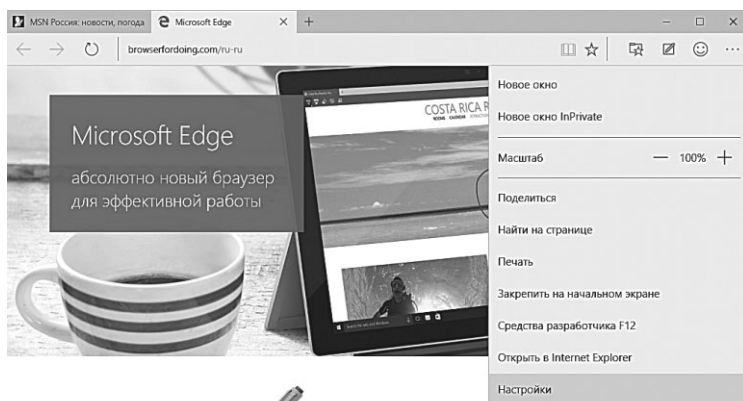 MSN Россия: новости, погода
Microsoft Edge
browserfordoing.com/ru-ru
Microsoft Edge
абсолютно новый браузер
для эффективной работы
COSTA RICA
Новое окно
Новое окно InPrivate
Масштаб 100%
Поделиться
Найти на странице
Печать
Закрепить на начальном экране
Средства разработчика F12
Открыть в Internet Explorer
Настройки